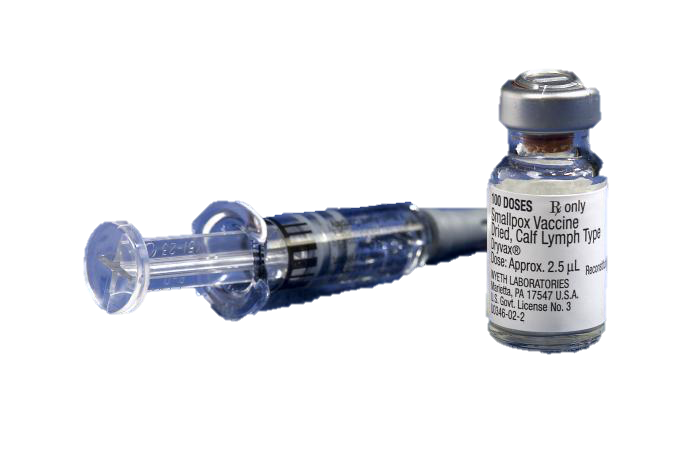 100 DOSES ℞ only
Smallpox Vaccine
Dried, Calf Lymph Type
Dryvax®
Dose: Approx. 2.5 µL
WYETH LABORATORIES
Marietta, PA 17547 U.S.A.
U.S. Govt. License No. 3
U0346-02-2